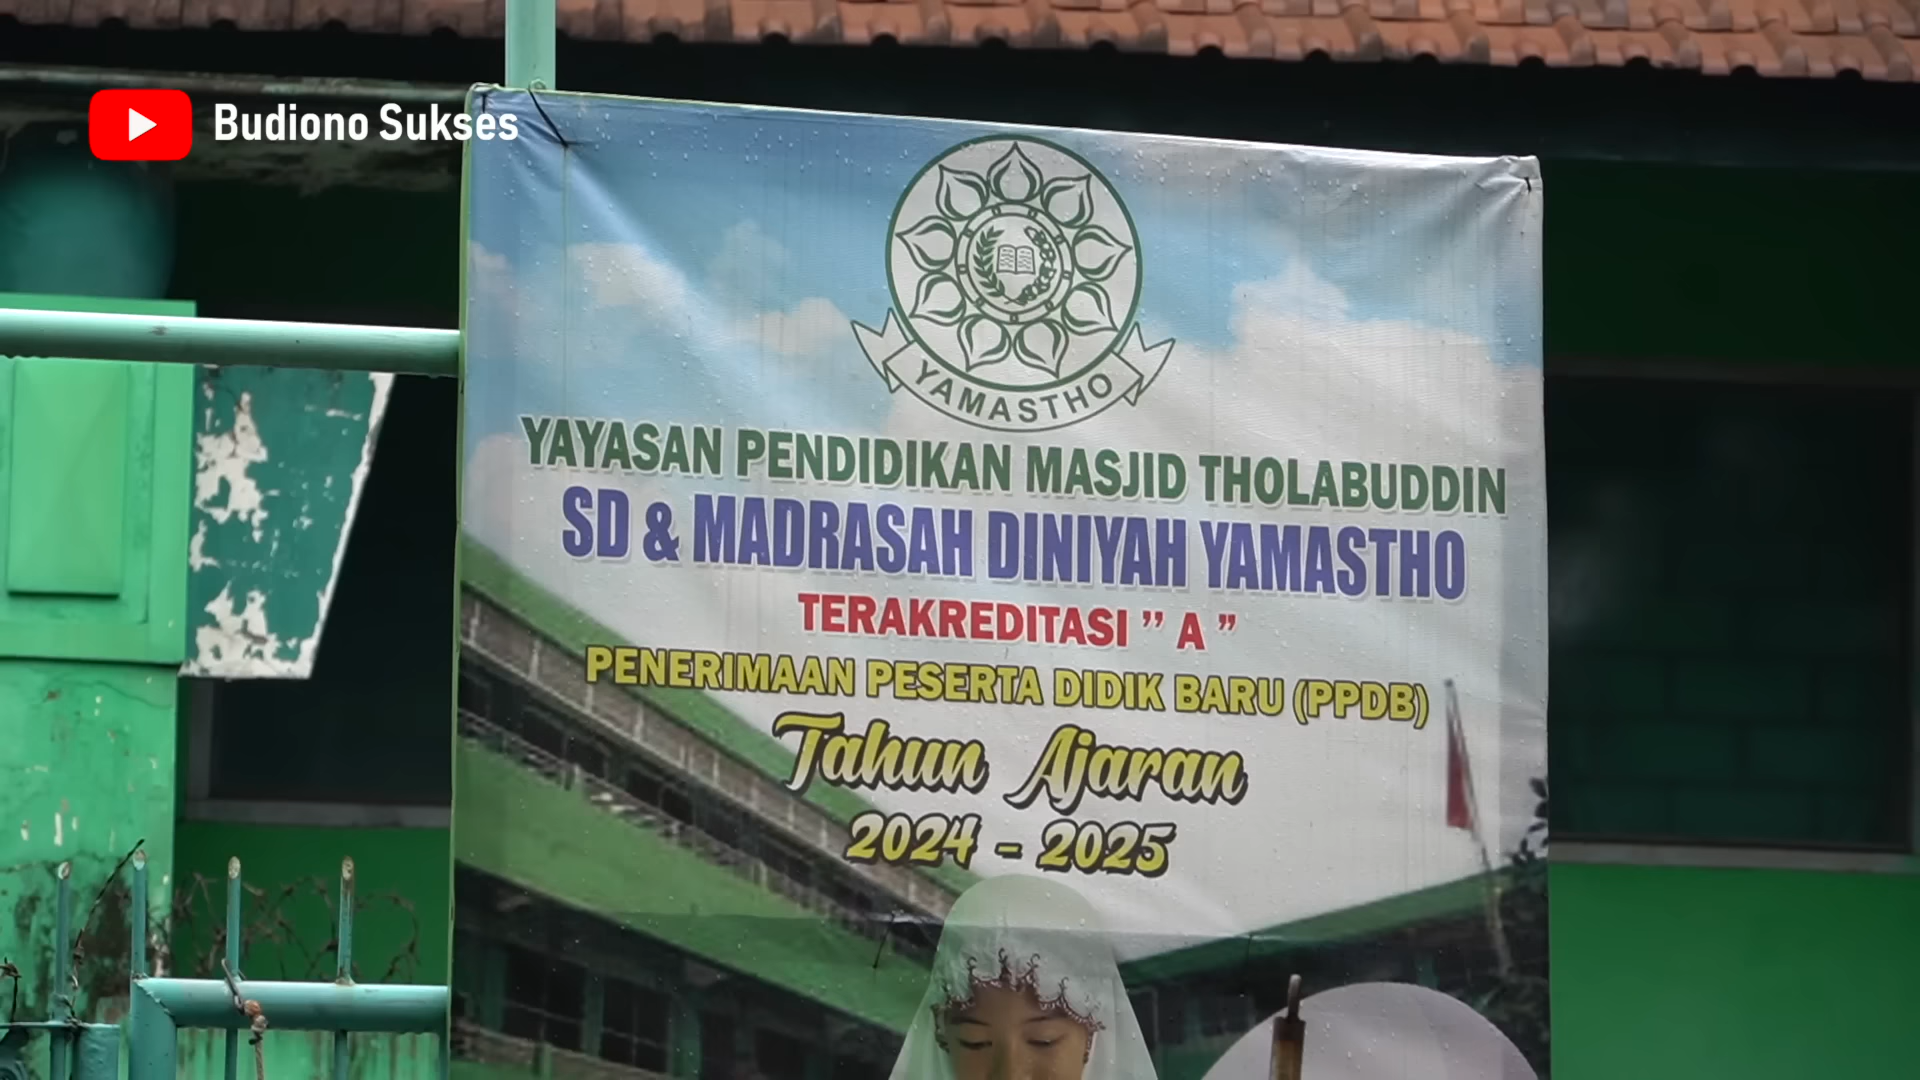 Budiono Sukses
YAMASTHO
YAYASAN PENDIDIKAN MASJID THOLABUDDIN
SD & MADRASAH DINIYAH YAMASTHO
TERAKREDITASI " A "
PENERIMAAN PESERTA DIDIK BARU (PPDB)
Tahun Ajaran
2024 - 2025